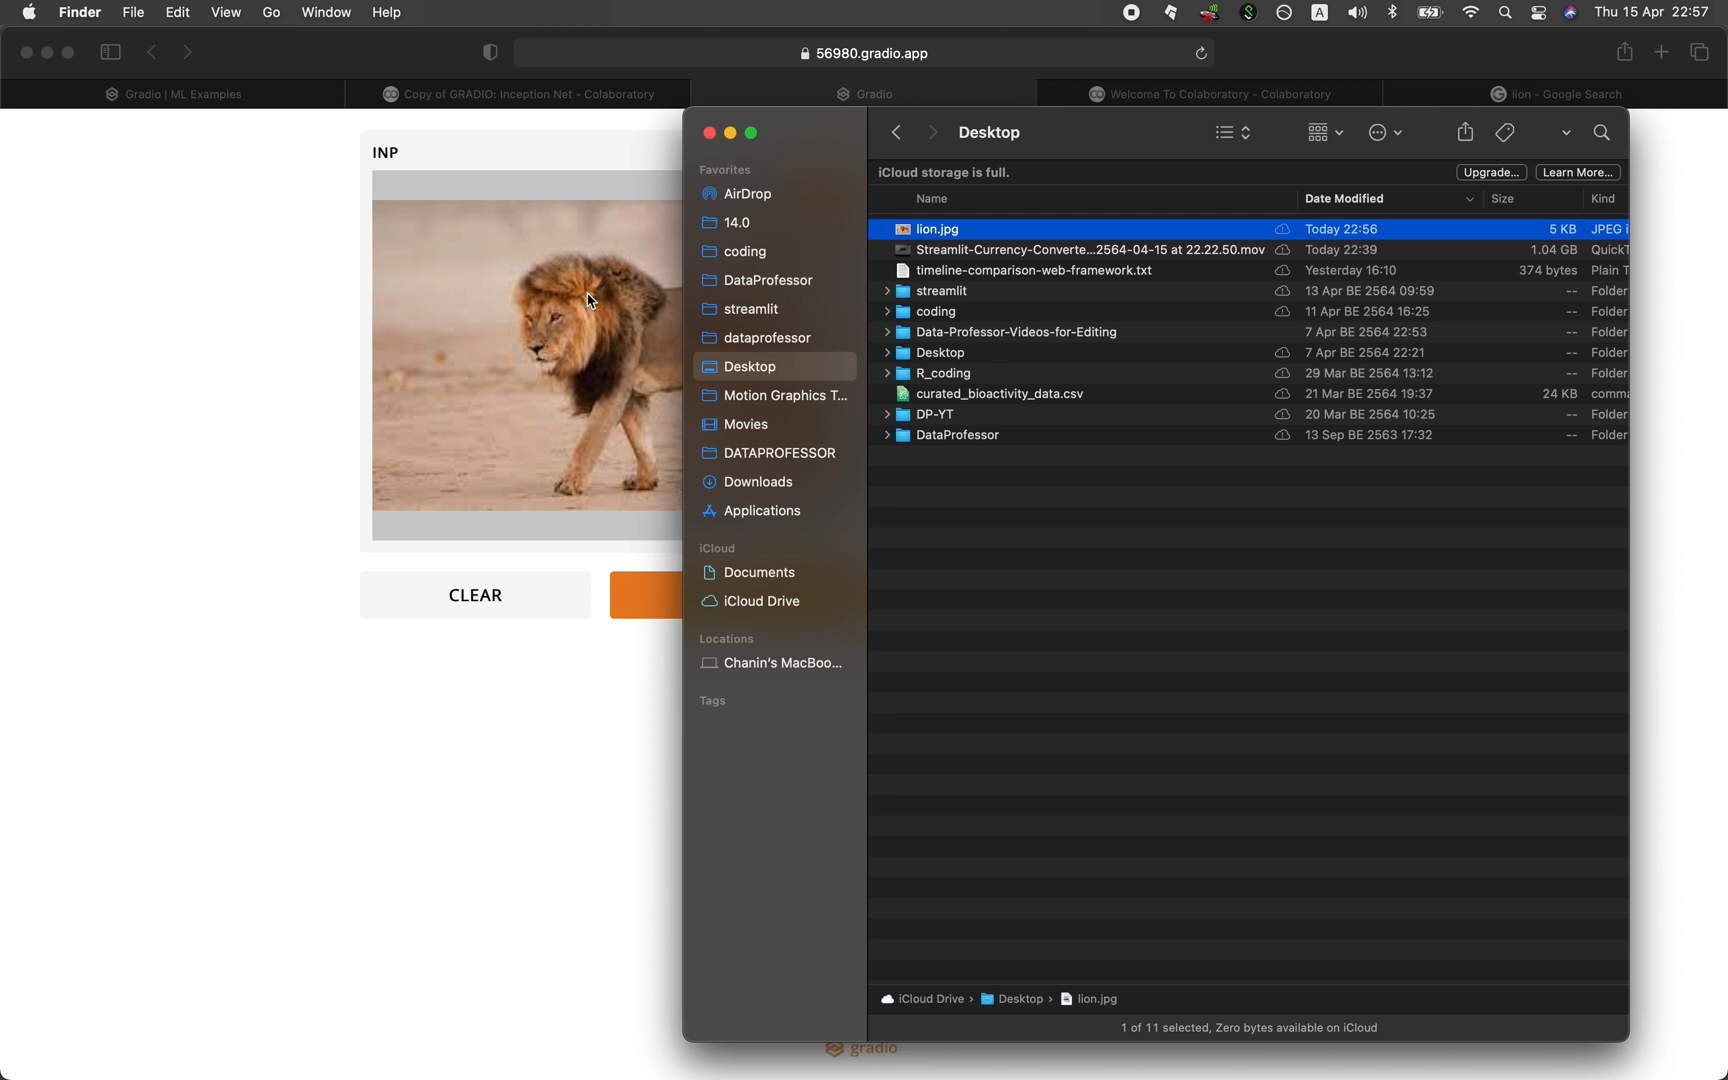 Finder File Edit View Go Window Help A Thu 15 Apr 22:57
56980.gradio.app
Gradio | ML Examples
Copy of GRADIO: Inception Net - Colaboratory
Gradio
Welcome To Colaboratory - Colaboratory
lion - Google Search
INP
CLEAR
Favorites
AirDrop
14.0
coding
DataProfessor
streamlit
dataprofessor
Desktop
Motion Graphics T...
Movies
DATAPROFESSOR
Downloads
Applications
iCloud
Documents
iCloud Drive
Locations
Chanin's MacBoo...
Tags
Desktop
iCloud storage is full. Upgrade... Learn More...
Name Date Modified Size Kind
lion.jpg Today 22:56 5 KB JPEG i
Streamlit-Currency-Converte...2564-04-15 at 22.22.50.mov Today 22:39 1.04 GB QuickT
timeline-comparison-web-framework.txt Yesterday 16:10 374 bytes Plain T
streamlit 13 Apr BE 2564 09:59 -- Folder
coding 11 Apr BE 2564 16:25 -- Folder
Data-Professor-Videos-for-Editing 7 Apr BE 2564 22:53 -- Folder
Desktop 7 Apr BE 2564 22:21 -- Folder
R_coding 29 Mar BE 2564 13:12 -- Folder
curated_bioactivity_data.csv 21 Mar BE 2564 19:37 24 KB comma
DP-YT 20 Mar BE 2564 10:25 -- Folder
DataProfessor 13 Sep BE 2563 17:32 -- Folder
iCloud Drive › Desktop › lion.jpg
1 of 11 selected, Zero bytes available on iCloud
gradio